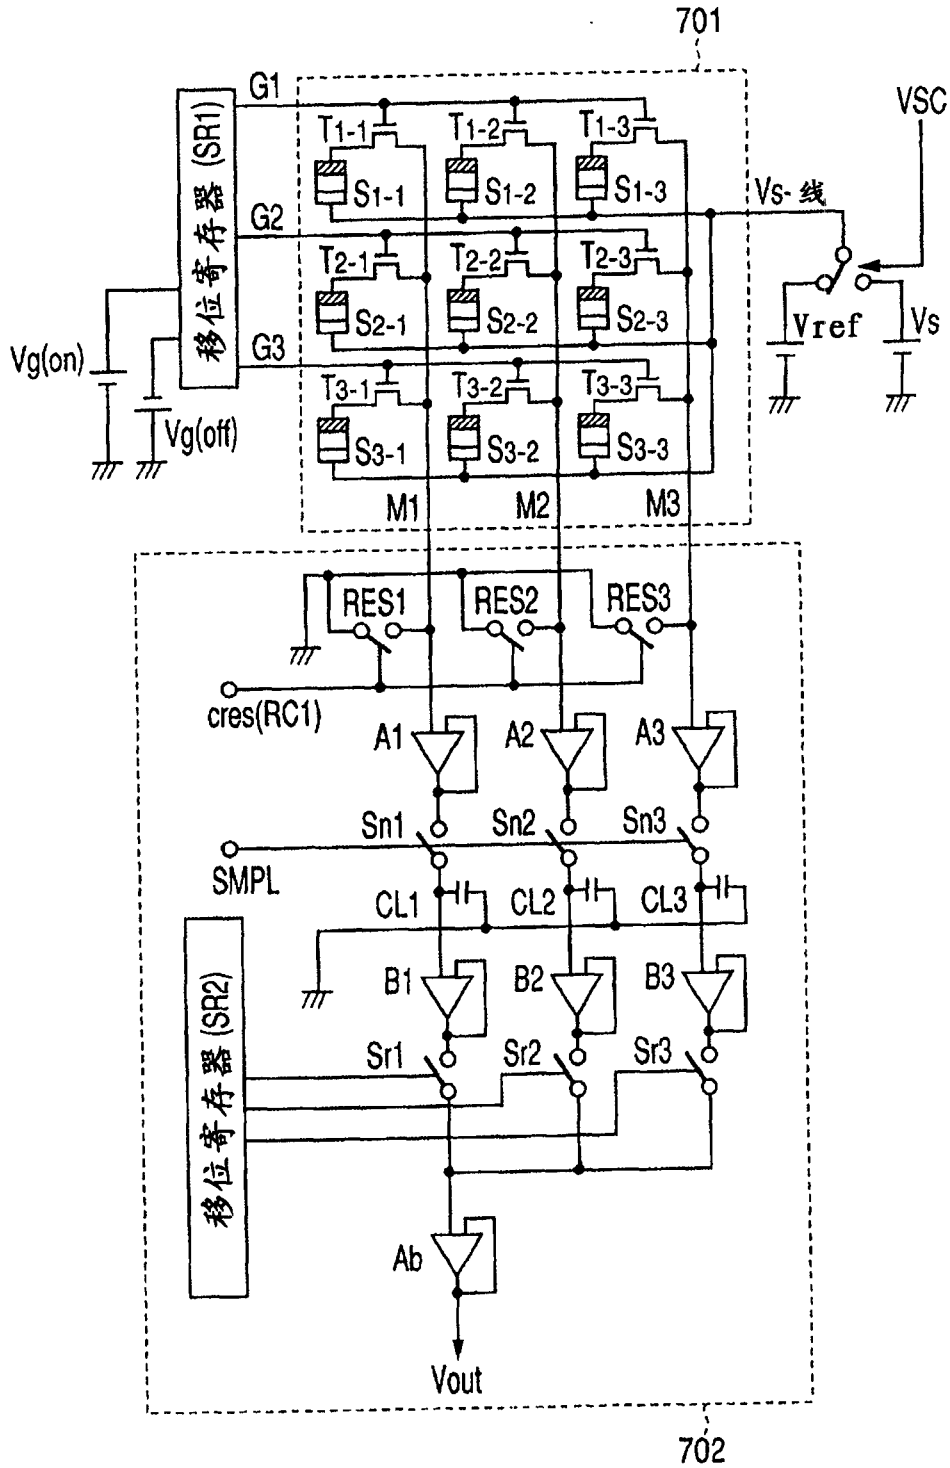 701
G1
VSC
T1-1
T1-2
T1-3
移位寄存器(SR1)
S1-1
S1-2
S1-3
Vs-线
G2
T2-1
T2-2
T2-3
S2-1
S2-2
S2-3
Vref
Vs
Vg(on)
G3
T3-1
T3-2
T3-3
Vg(off)
S3-1
S3-2
S3-3
M1
M2
M3
RES1
RES2
RES3
cres(RC1)
A1
A2
A3
Sn1
Sn2
Sn3
SMPL
CL1
CL2
CL3
移位寄存器(SR2)
B1
B2
B3
Sr1
Sr2
Sr3
Ab
Vout
702